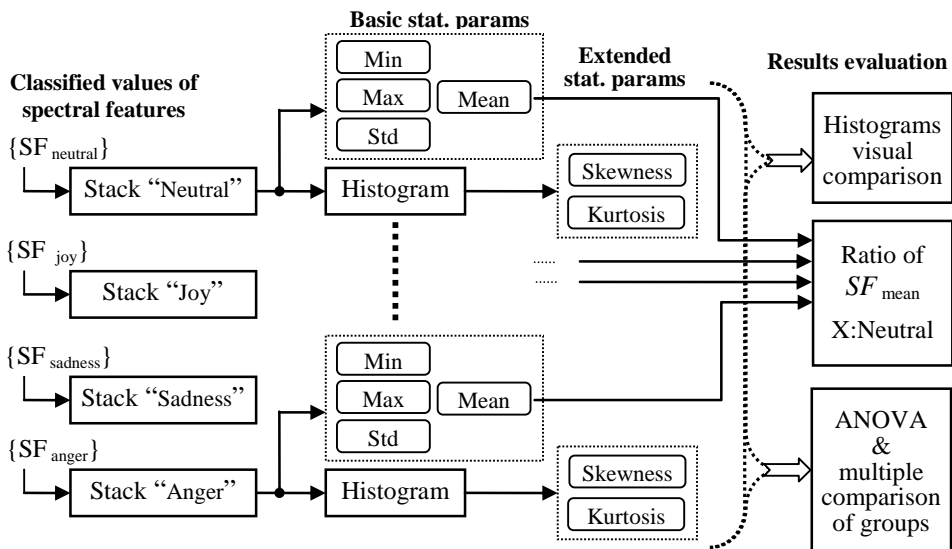 Basic stat. params
Extended
stat. params
Results evaluation
Classified values of
spectral features
{SF neutral}
Stack “Neutral”
Min
Max
Std
Mean
Histogram
Skewness
Kurtosis
Histograms
visual
comparison
{SF joy}
Stack “Joy”
......
......
Ratio of
SF mean
X:Neutral
{SF sadness}
Stack “Sadness”
Min
Max
Std
Mean
{SF anger}
Stack “Anger”
Histogram
Skewness
Kurtosis
ANOVA
&
multiple
comparison
of groups